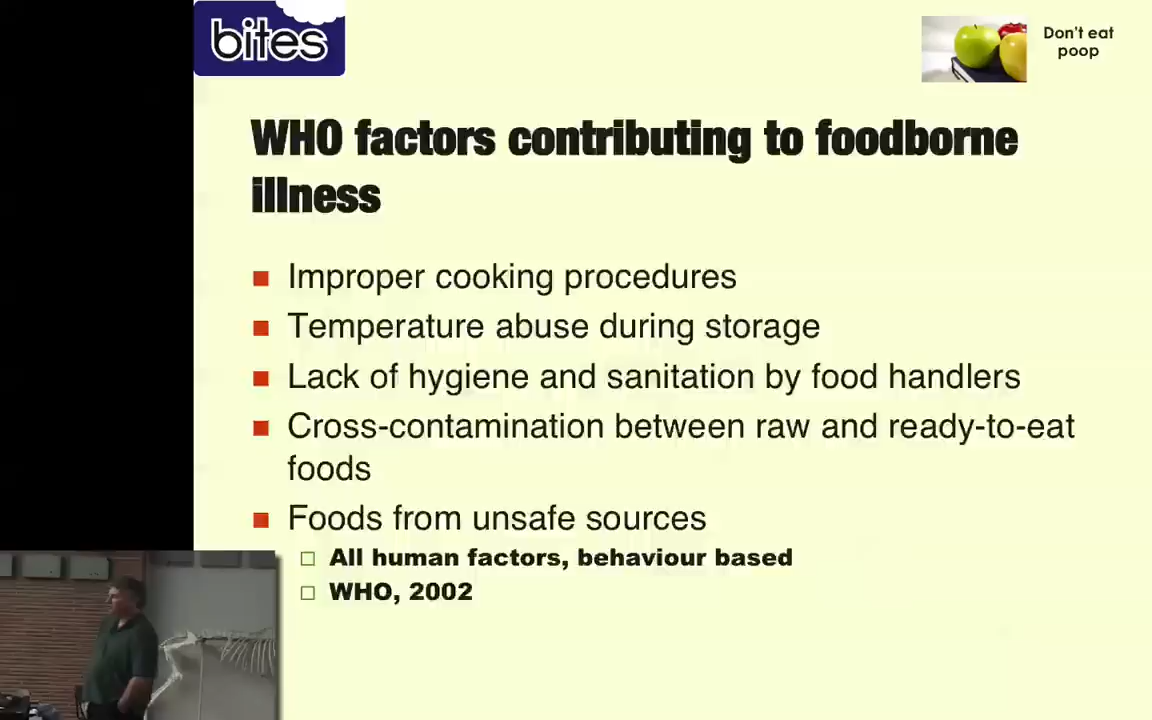 bites
Don't eat
poop
WHO factors contributing to foodborne
illness
Improper cooking procedures
Temperature abuse during storage
Lack of hygiene and sanitation by food handlers
Cross-contamination between raw and ready-to-eat
foods
Foods from unsafe sources
All human factors, behaviour based
WHO, 2002